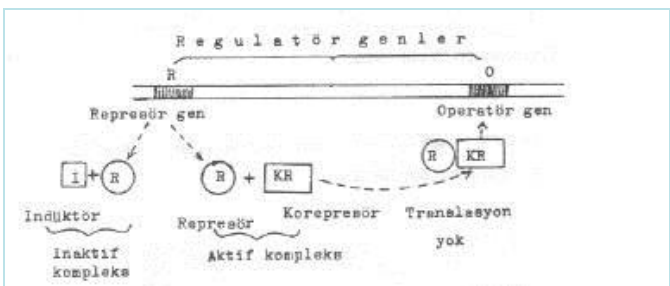 Regulatör genler
R O
Represör gen Operatör gen
I + R R + KR R KR
İndüktör Represör Korepresör Translasyon yok
İnaktif kompleks Aktif kompleks